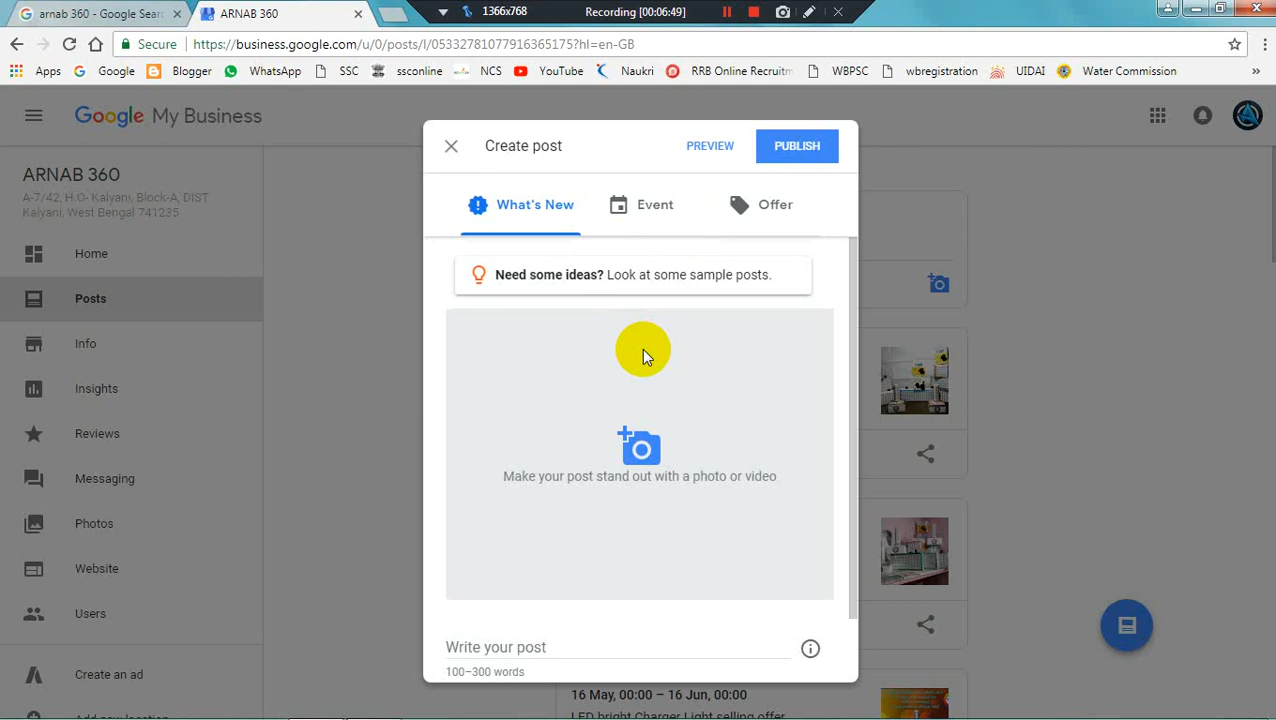 arnab 360 - Google Sear
ARNAB 360
1366x768
Recording [00:06:49]
Secure
https://business.google.com/u/0/posts/l/05332781077916365175?hl=en-GB
Apps
Google
Blogger
WhatsApp
SSC
ssconline
NCS
YouTube
Naukri
RRB Online Recruitm
WBPSC
wbregistration
UIDAI
Water Commission
»
Google My Business
ARNAB 360
A-7/42, H.O- Kalyani, Block-A, DIST
Kalyani, West Bengal 741235
Home
Posts
Info
Insights
Reviews
Messaging
Photos
Website
Users
Create an ad
Add new location
Create post
PREVIEW
PUBLISH
What's New
Event
Offer
Need some ideas? Look at some sample posts.
Make your post stand out with a photo or video
Write your post
100–300 words
16 May, 00:00 – 16 Jun, 00:00
LED bright Charger Light selling offer